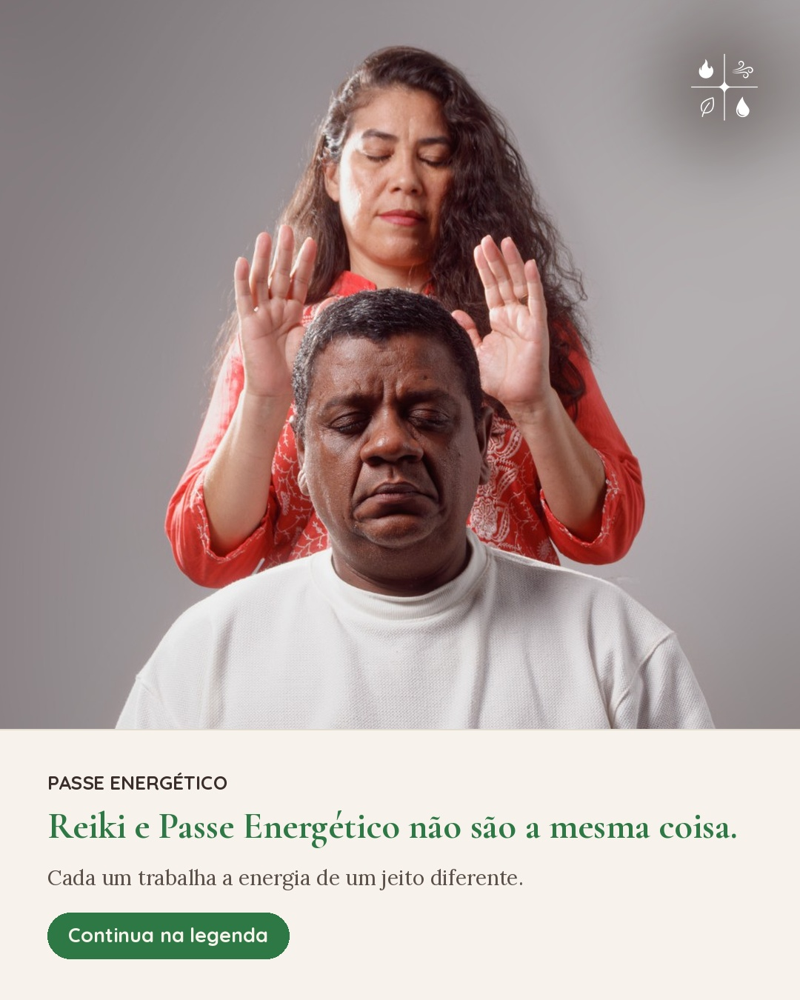 PASSE ENERGÉTICO
Reiki e Passe Energético não são a mesma coisa.
Cada um trabalha a energia de um jeito diferente.
Continua na legenda